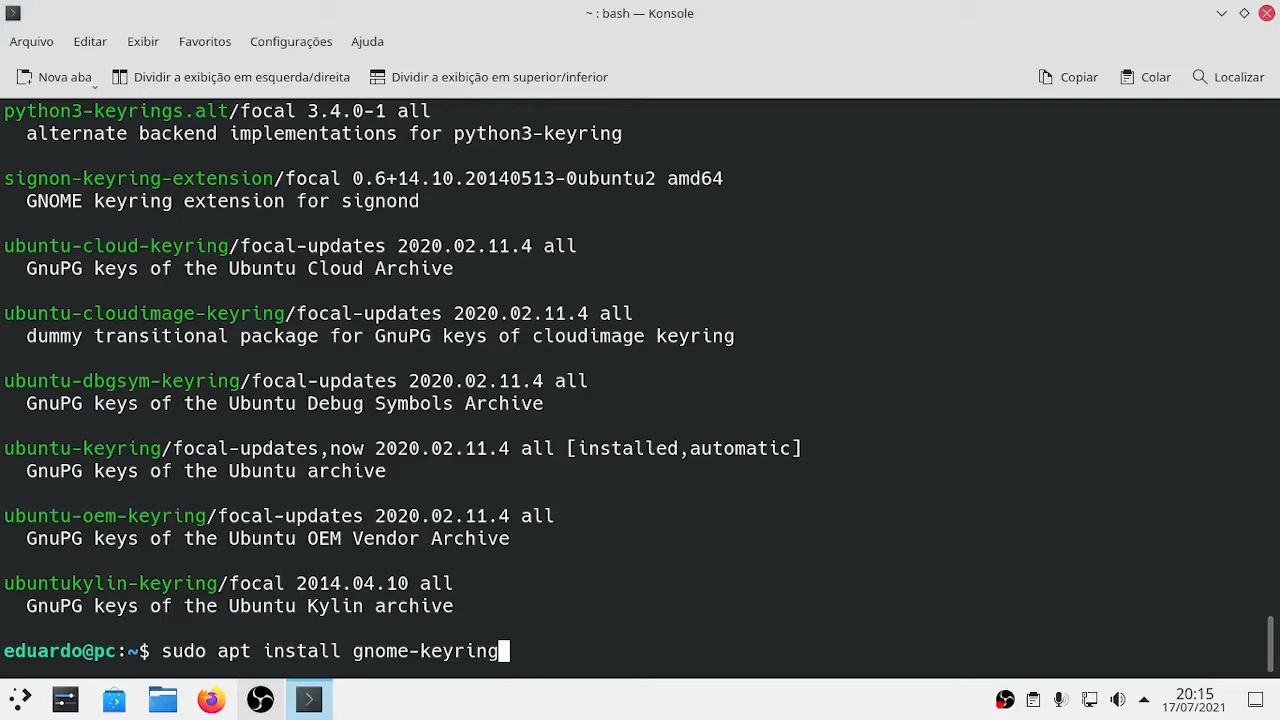 ~ : bash — Konsole
Arquivo Editar Exibir Favoritos Configurações Ajuda
Nova aba Dividir a exibição em esquerda/direita Dividir a exibição em superior/inferior Copiar Colar Localizar
python3-keyrings.alt/focal 3.4.0-1 all
alternate backend implementations for python3-keyring
signon-keyring-extension/focal 0.6+14.10.20140513-0ubuntu2 amd64
GNOME keyring extension for signond
ubuntu-cloud-keyring/focal-updates 2020.02.11.4 all
GnuPG keys of the Ubuntu Cloud Archive
ubuntu-cloudimage-keyring/focal-updates 2020.02.11.4 all
dummy transitional package for GnuPG keys of cloudimage keyring
ubuntu-dbgsym-keyring/focal-updates 2020.02.11.4 all
GnuPG keys of the Ubuntu Debug Symbols Archive
ubuntu-keyring/focal-updates,now 2020.02.11.4 all [installed,automatic]
GnuPG keys of the Ubuntu archive
ubuntu-oem-keyring/focal-updates 2020.02.11.4 all
GnuPG keys of the Ubuntu OEM Vendor Archive
ubuntukylin-keyring/focal 2014.04.10 all
GnuPG keys of the Ubuntu Kylin archive
eduardo@pc:~$ sudo apt install gnome-keyring
20:15
17/07/2021